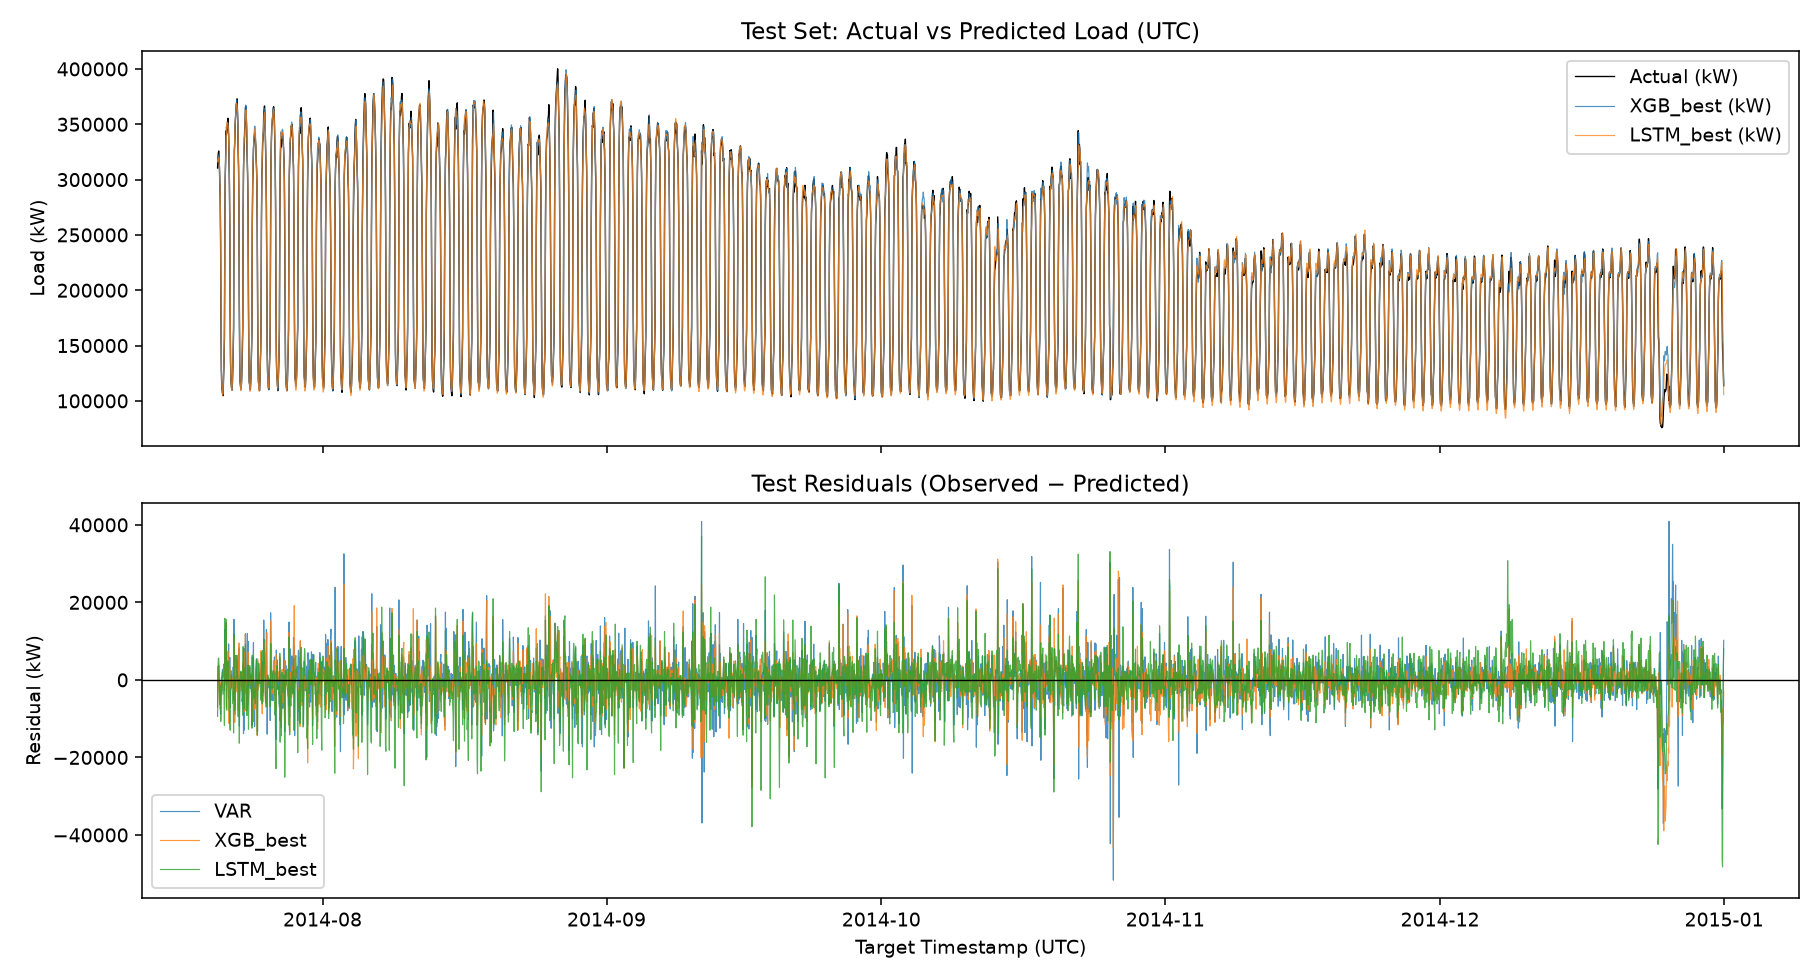 Test Set: Actual vs Predicted Load (UTC)
Load (kW)
400000
350000
300000
250000
200000
150000
100000
Actual (kW)
XGB_best (kW)
LSTM_best (kW)
Test Residuals (Observed − Predicted)
Residual (kW)
40000
20000
0
−20000
−40000
VAR
XGB_best
LSTM_best
2014-08
2014-09
2014-10
2014-11
2014-12
2015-01
Target Timestamp (UTC)